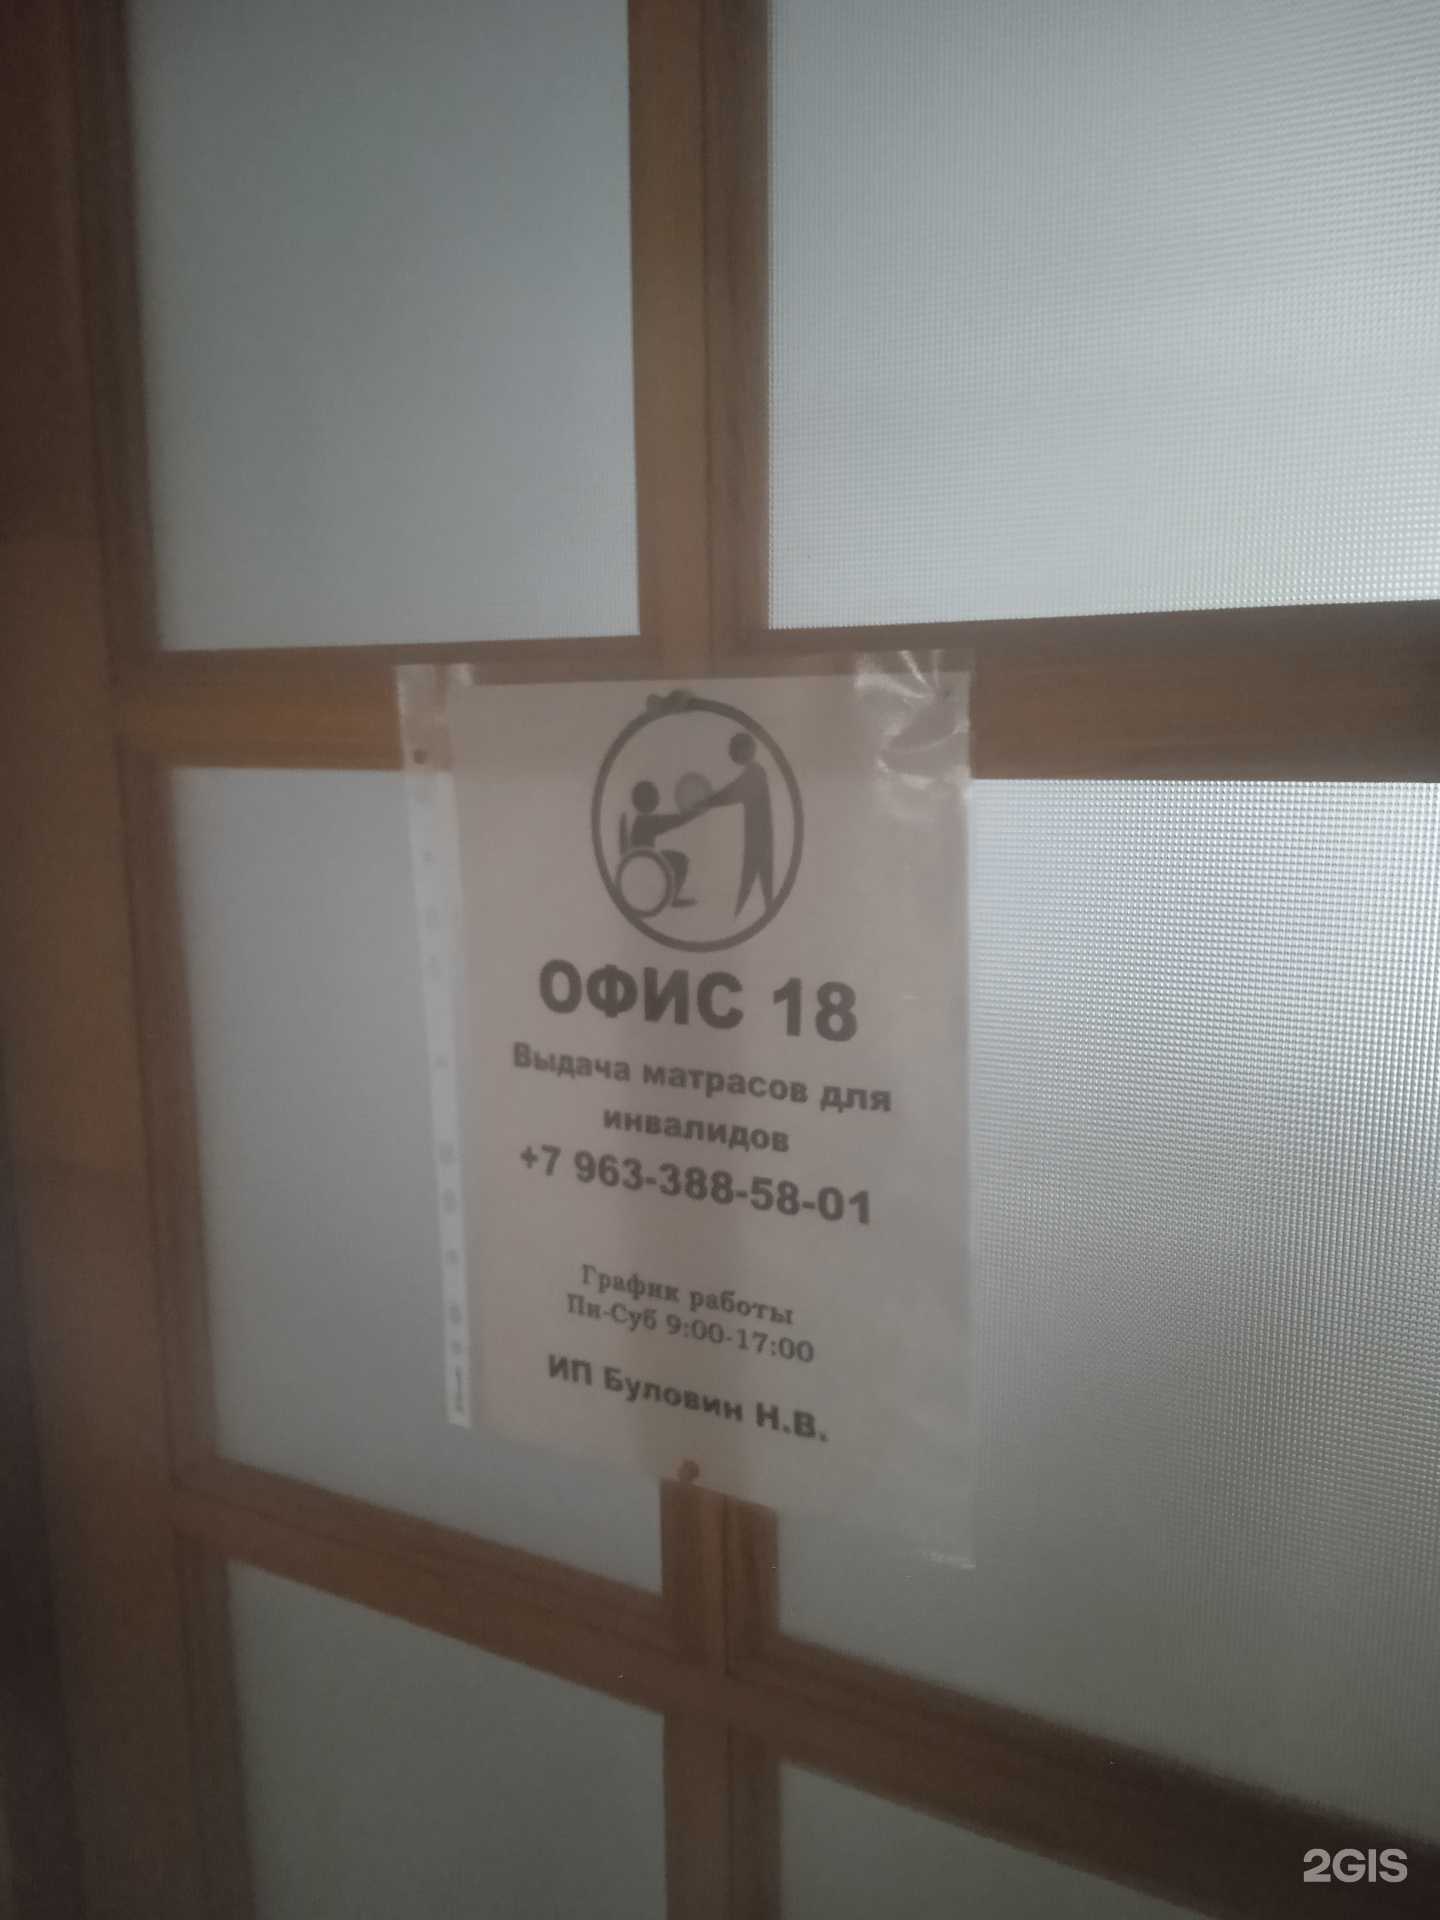 ОФИС 18
Выдача матрасов для
инвалидов
+7 963-388-58-01
График работы
Пн-Суб 9:00-17:00
ИП Буловин Н.В.
2GIS